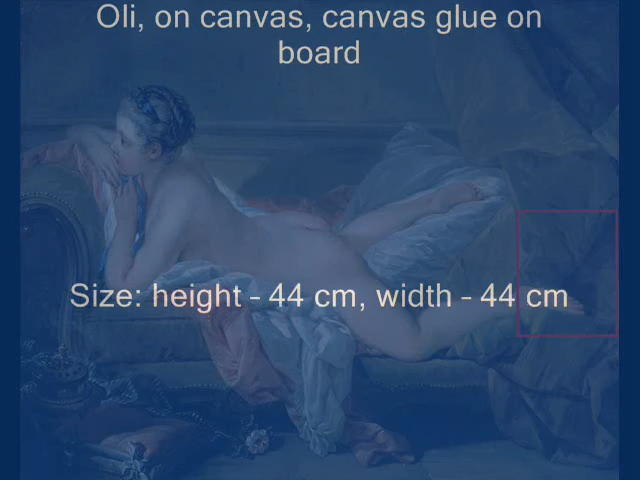 Oli, on canvas, canvas glue on
board
Size: height - 44 cm, width - 44 cm